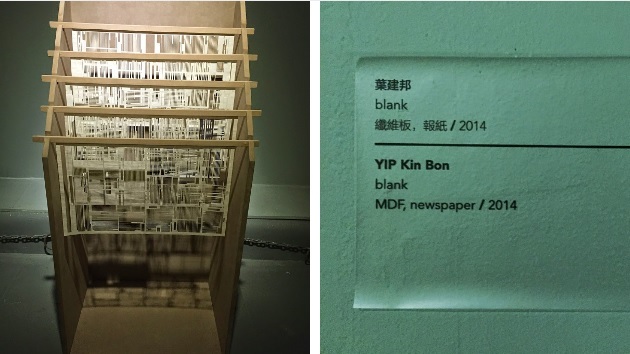 葉建邦
blank
纖維板，報紙 / 2014
YIP Kin Bon
blank
MDF, newspaper / 2014